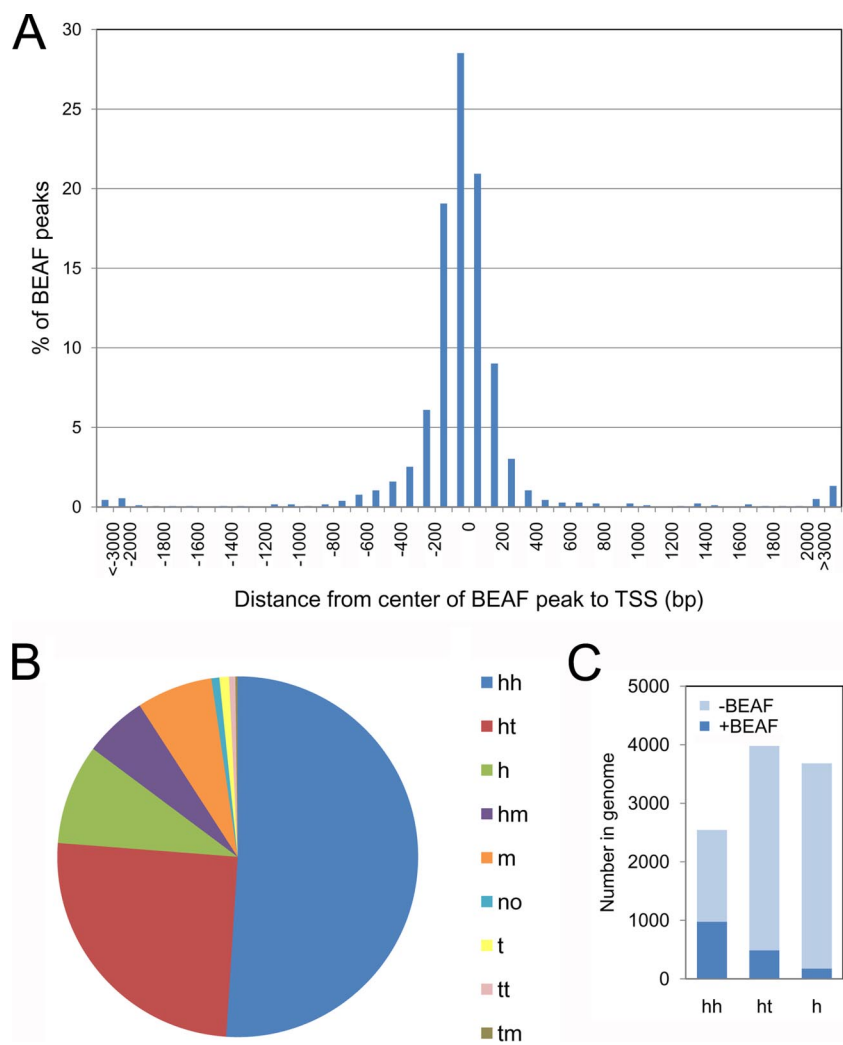 A
30
25
20
15
10
5
0
% of BEAF peaks
<-3000
-2000
-1800
-1600
-1400
-1200
-1000
-800
-600
-400
-200
0
200
400
600
800
1000
1200
1400
1600
1800
2000
>3000
Distance from center of BEAF peak to TSS (bp)
B
hh
ht
h
hm
m
no
t
tt
tm
C
5000
4000
3000
2000
1000
0
Number in genome
-BEAF
+BEAF
hh ht h